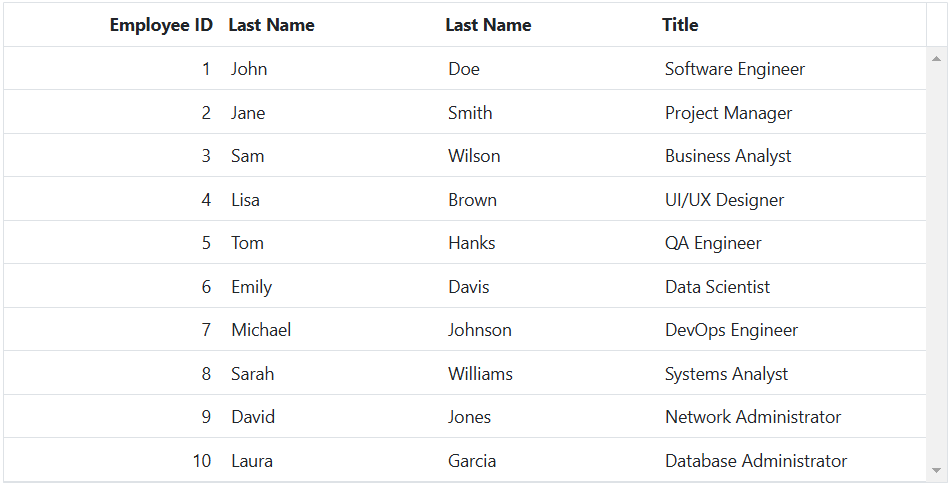 Employee ID Last Name Last Name Title
1 John Doe Software Engineer
2 Jane Smith Project Manager
3 Sam Wilson Business Analyst
4 Lisa Brown UI/UX Designer
5 Tom Hanks QA Engineer
6 Emily Davis Data Scientist
7 Michael Johnson DevOps Engineer
8 Sarah Williams Systems Analyst
9 David Jones Network Administrator
10 Laura Garcia Database Administrator